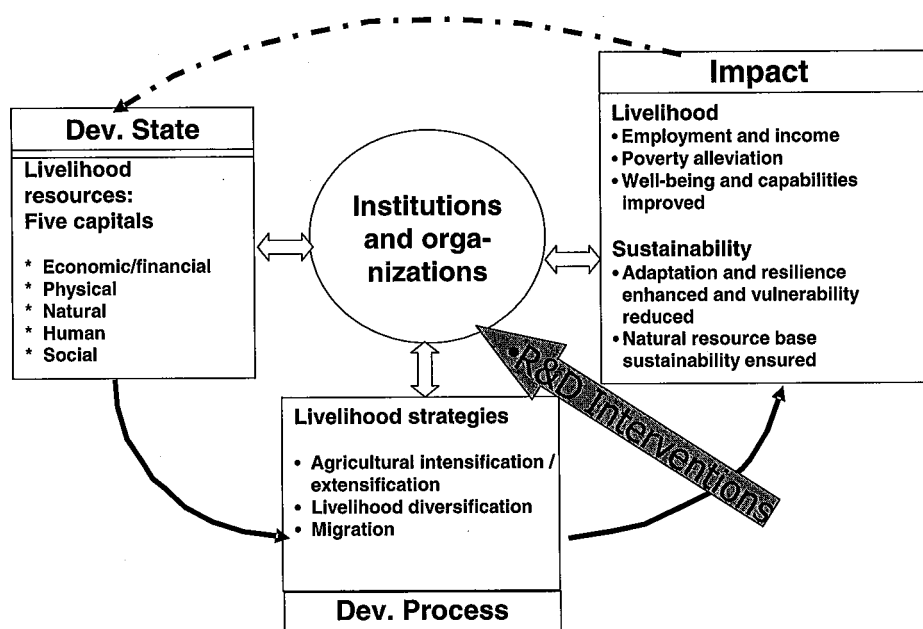 Impact
Dev. State
Livelihood
resources:
Five capitals
* Economic/financial
* Physical
* Natural
* Human
* Social
Institutions
and orga-
nizations
Livelihood
• Employment and income
• Poverty alleviation
• Well-being and capabilities
improved
Sustainability
• Adaptation and resilience
enhanced and vulnerability
reduced
• Natural resource base
sustainability ensured
• R&D Interventions
Livelihood strategies
• Agricultural intensification /
extensification
• Livelihood diversification
• Migration
Dev. Process